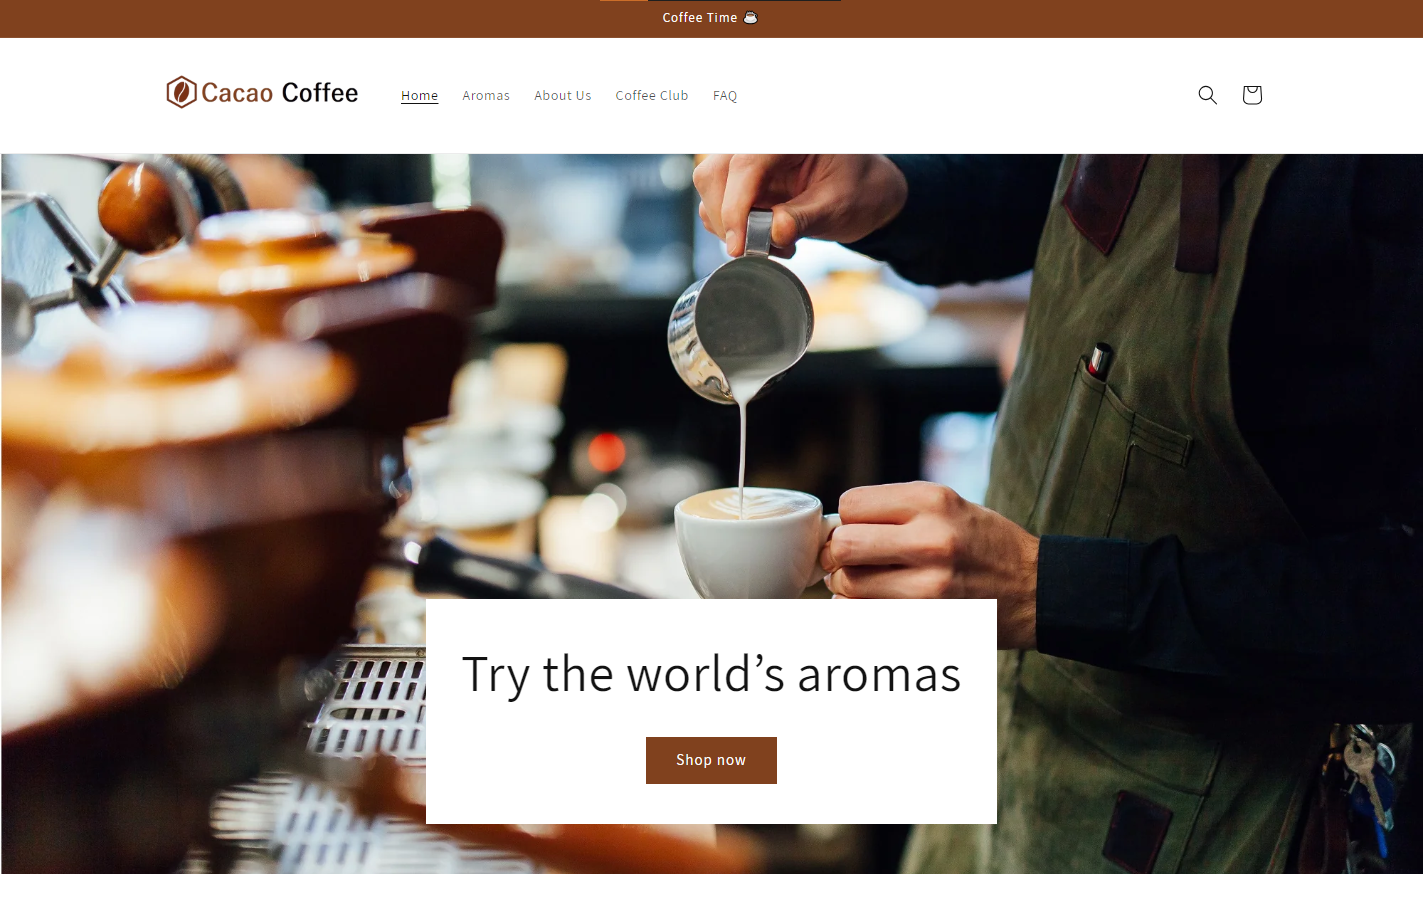 Coffee Time ☕
Cacao Coffee
Home
Aromas
About Us
Coffee Club
FAQ
Try the world’s aromas
Shop now